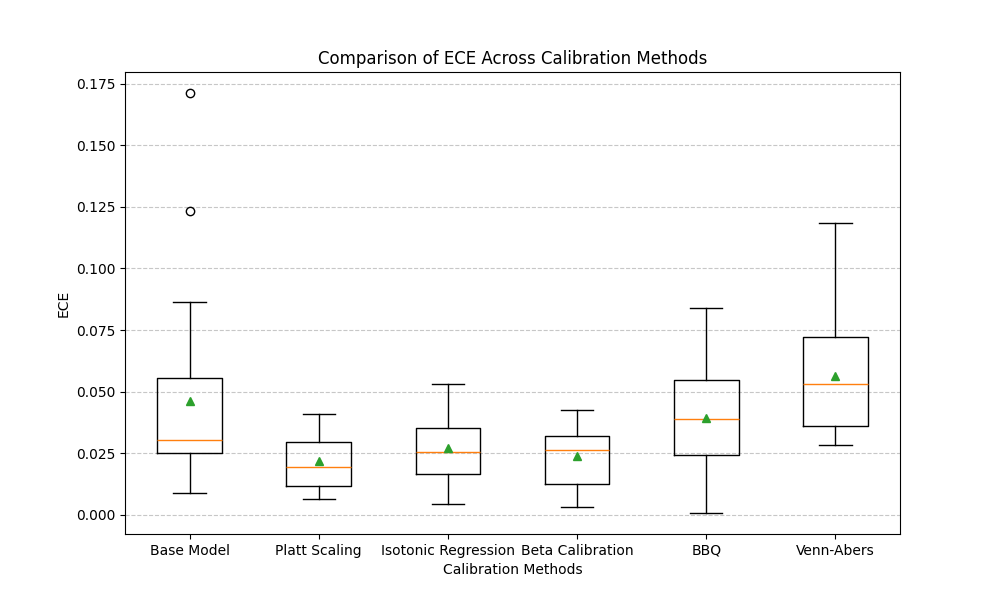 Comparison of ECE Across Calibration Methods
0.175
0.150
0.125
0.100
0.075
0.050
0.025
0.000
ECE
Base Model
Platt Scaling
Isotonic Regression
Beta Calibration
BBQ
Venn-Abers
Calibration Methods